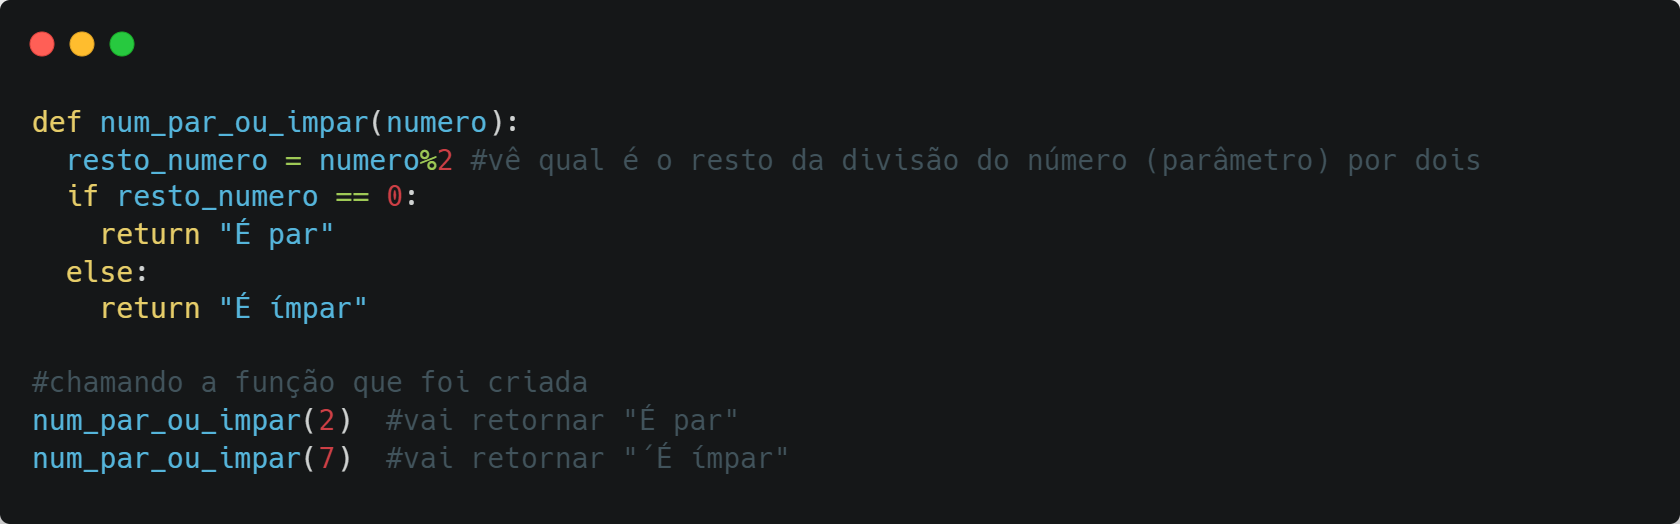 def num_par_ou_impar(numero):
  resto_numero = numero%2 #vê qual é o resto da divisão do número (parâmetro) por dois
  if resto_numero == 0:
    return "É par"
  else:
    return "É ímpar"

#chamando a função que foi criada
num_par_ou_impar(2)  #vai retornar "É par"
num_par_ou_impar(7)  #vai retornar "´É ímpar"